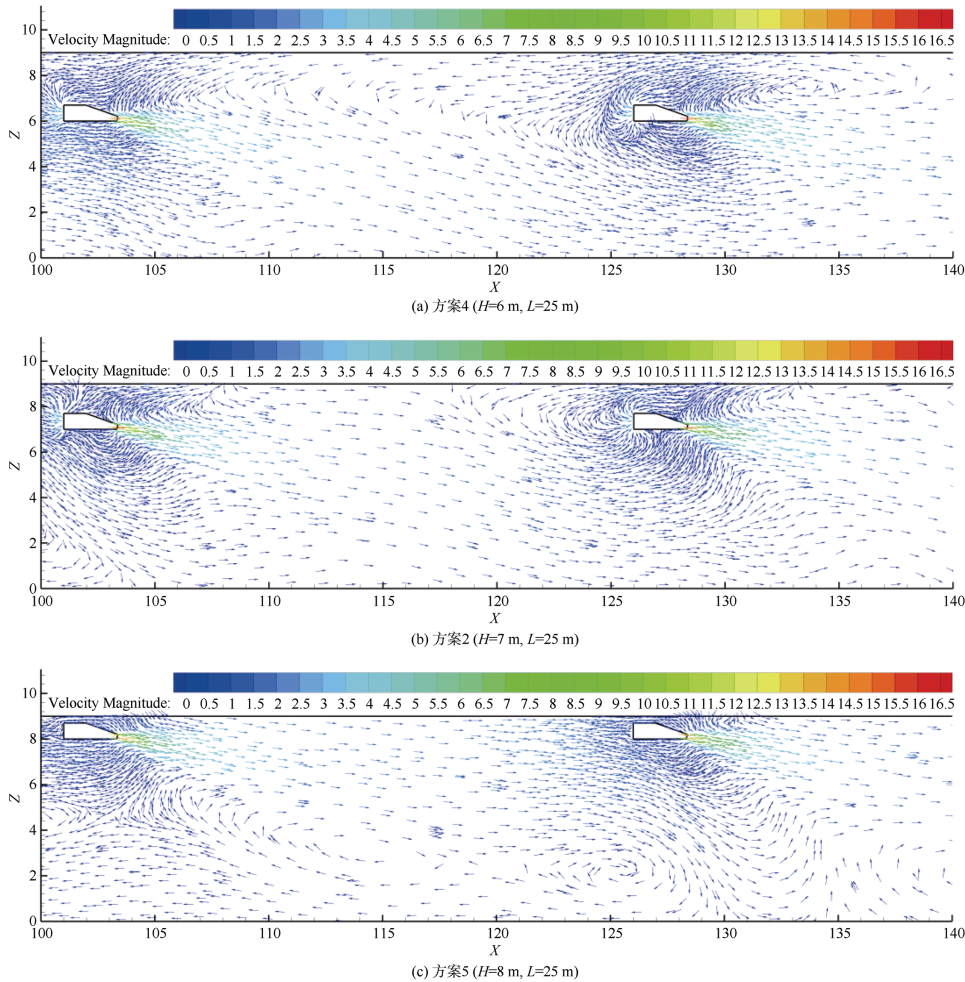 10
Velocity Magnitude: 0 0.5 1 1.5 2 2.5 3 3.5 4 4.5 5 5.5 6 6.5 7 7.5 8 8.5 9 9.5 10 10.5 11 11.5 12 12.5 13 13.5 14 14.5 15 15.5 16 16.5
8
6
Z
4
2
0
100 105 110 115 120 125 130 135 140
X
(a) 方案4 (H=6 m, L=25 m)
10
Velocity Magnitude: 0 0.5 1 1.5 2 2.5 3 3.5 4 4.5 5 5.5 6 6.5 7 7.5 8 8.5 9 9.5 10 10.5 11 11.5 12 12.5 13 13.5 14 14.5 15 15.5 16 16.5
8
6
Z
4
2
0
100 105 110 115 120 125 130 135 140
X
(b) 方案2 (H=7 m, L=25 m)
10
Velocity Magnitude: 0 0.5 1 1.5 2 2.5 3 3.5 4 4.5 5 5.5 6 6.5 7 7.5 8 8.5 9 9.5 10 10.5 11 11.5 12 12.5 13 13.5 14 14.5 15 15.5 16 16.5
8
6
Z
4
2
0
100 105 110 115 120 125 130 135 140
X
(c) 方案5 (H=8 m, L=25 m)